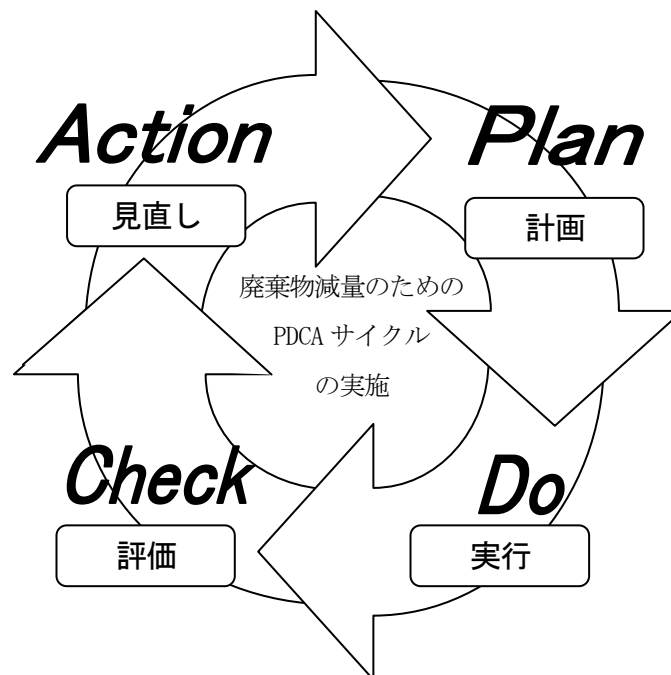 Action
見直し
Plan
計画
廃棄物減量のための
PDCA サイクル
の実施
Check
評価
Do
実行